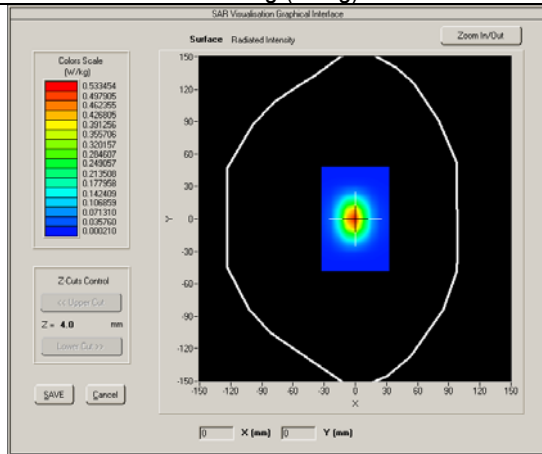 SAR Visualisation Graphical Interface
Surface Radiated Intensity
Zoom In/Out
Colors Scale
(W/kg)
0.533454
0.497905
0.462355
0.426805
0.391256
0.355706
0.320157
0.284607
0.249057
0.213508
0.177958
0.142409
0.106859
0.071310
0.035760
0.000210
150
120
90
60
30
0
-30
-60
-90
-120
-150
Y
-150 -120 -90 -60 -30 0 30 60 90 120 150
X
Z-Cuts Control
<< Upper Cut
Z = 4.0 mm
Lower Cut >>
SAVE Cancel
0 X (mm) 0 Y (mm)